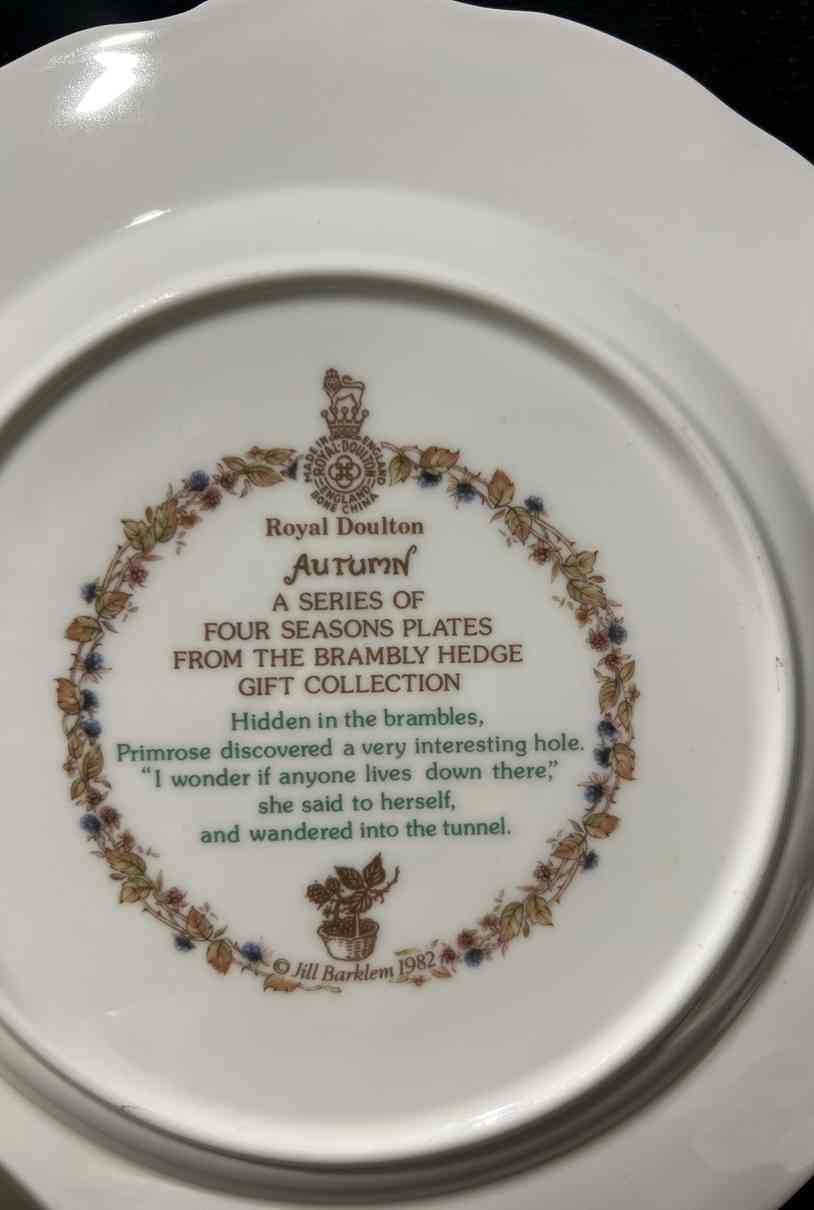 MADE IN ENGLAND
ROYAL·DOULTON
ENGLAND
BONE CHINA
Royal Doulton
AUTUMN
A SERIES OF
FOUR SEASONS PLATES
FROM THE BRAMBLY HEDGE
GIFT COLLECTION
Hidden in the brambles,
Primrose discovered a very interesting hole.
“I wonder if anyone lives down there,”
she said to herself,
and wandered into the tunnel.
© Jill Barklem 1982